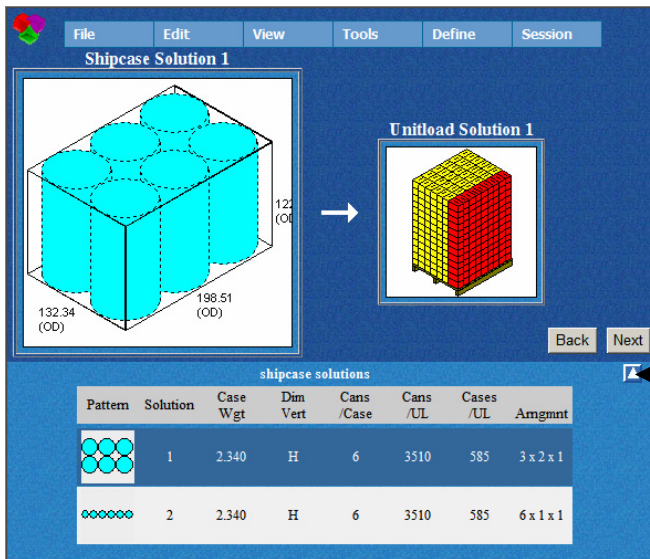 File Edit View Tools Define Session
Shipcase Solution 1
Unitload Solution 1
(OD)
132.34
(OD)
198.51
(OD)
Back Next
shipcase solutions
Pattern Solution Case Wgt Dim Vert Cans /Case Cans /UL Cases /UL Arngmnt
1 2.340 H 6 3510 585 3 x 2 x 1
2 2.340 H 6 3510 585 6 x 1 x 1